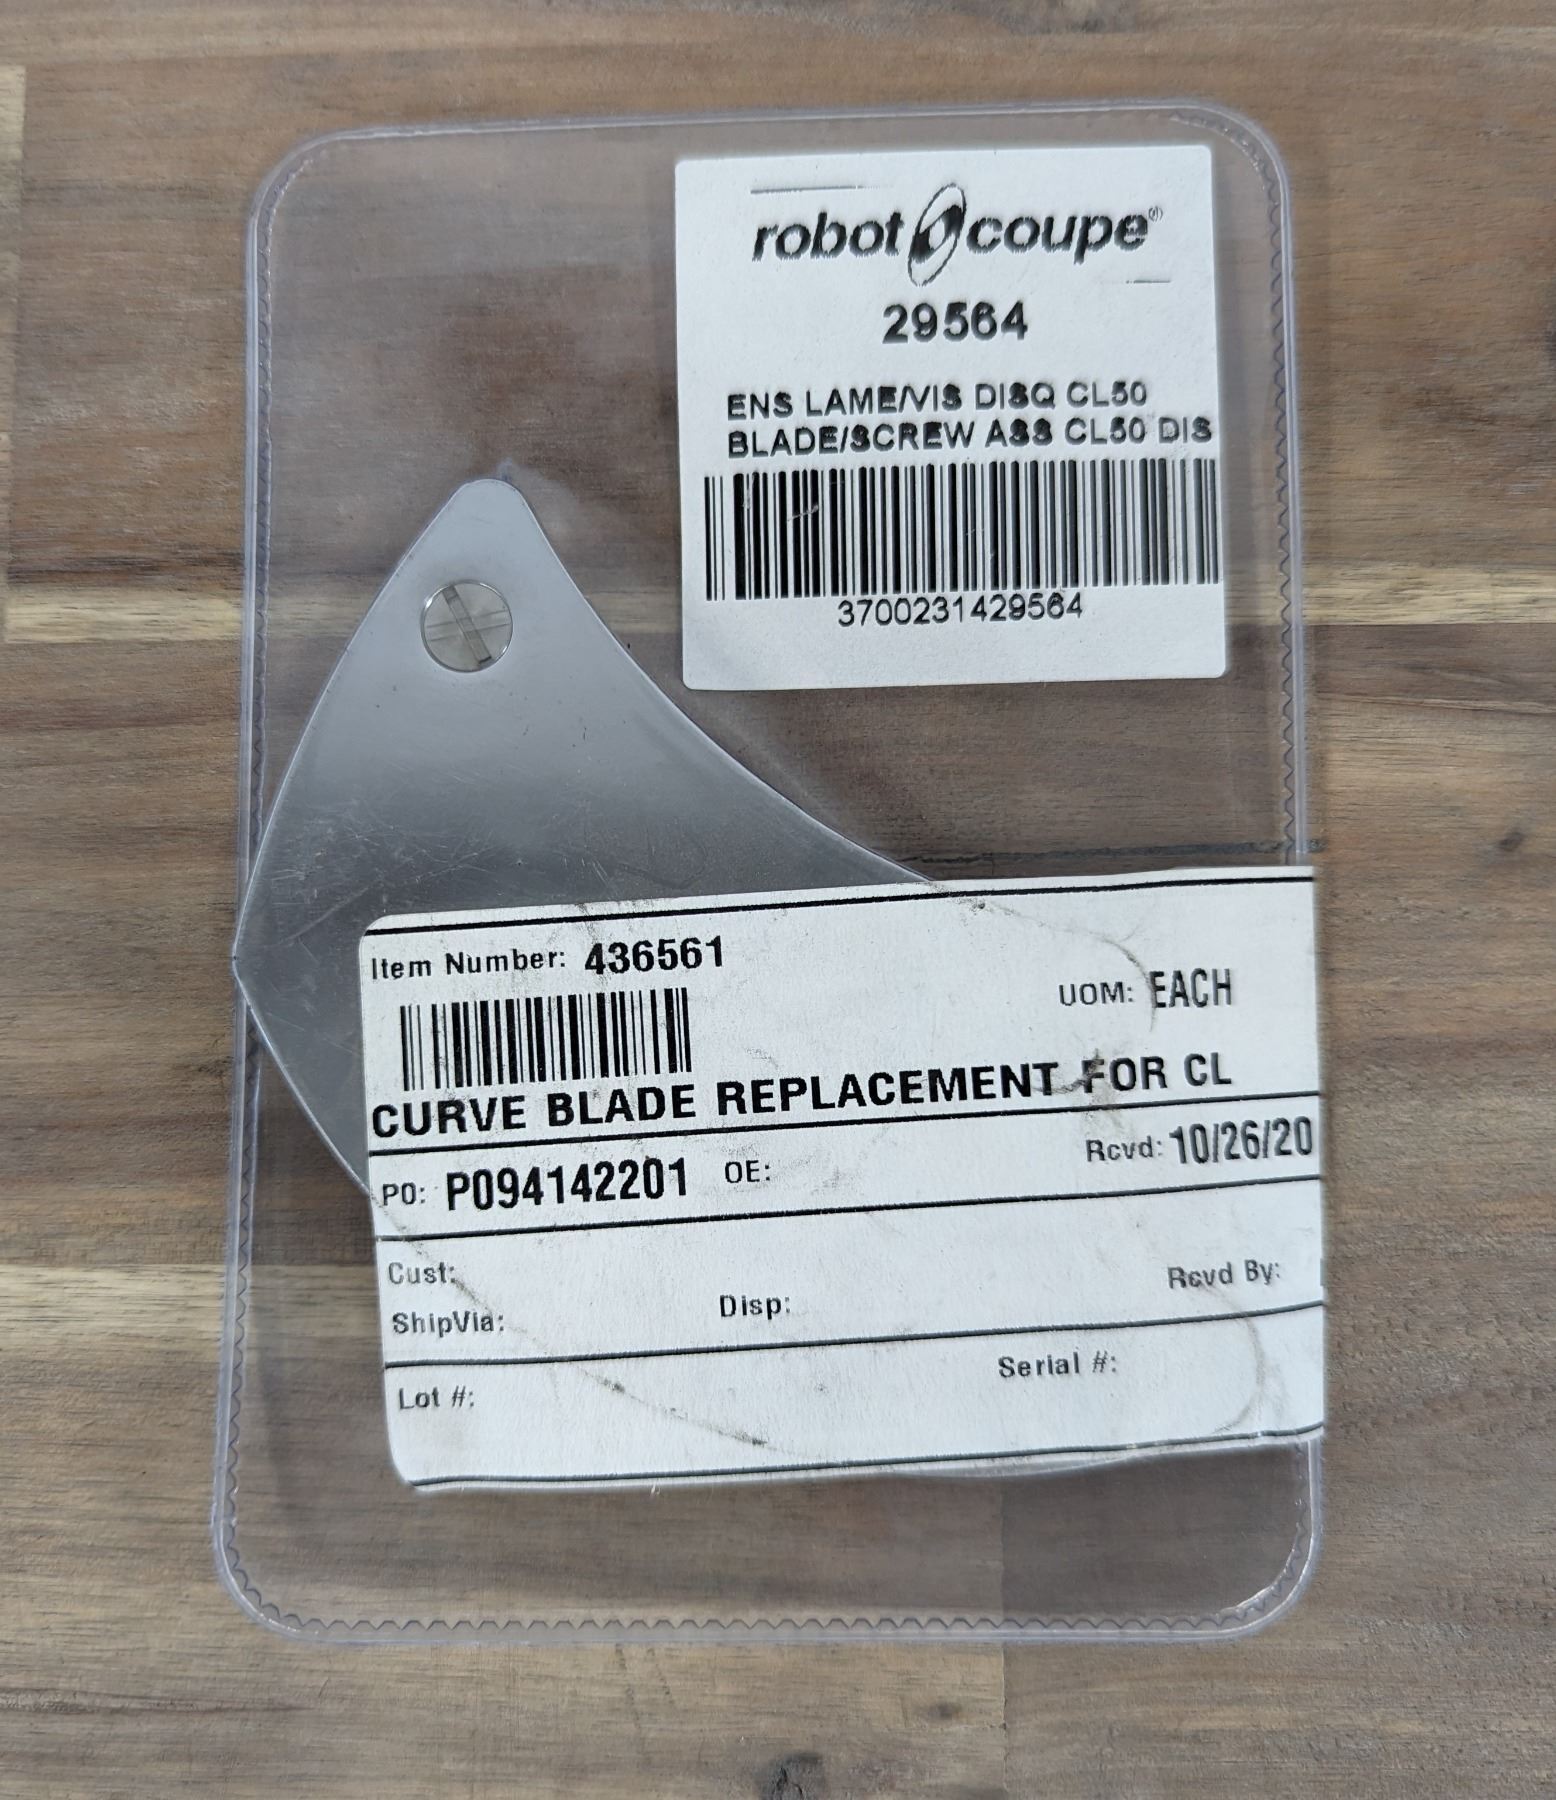 robot coupe®
29564
ENS LAME/VIS DISQ CL50
BLADE/SCREW ASS CL50 DIS
3700231429564
Item Number: 436561
UOM: EACH
CURVE BLADE REPLACEMENT FOR CL
PO: P094142201 OE: Rcvd: 10/26/20
Cust: Rcvd By:
ShipVia: Disp:
Lot #: Serial #: